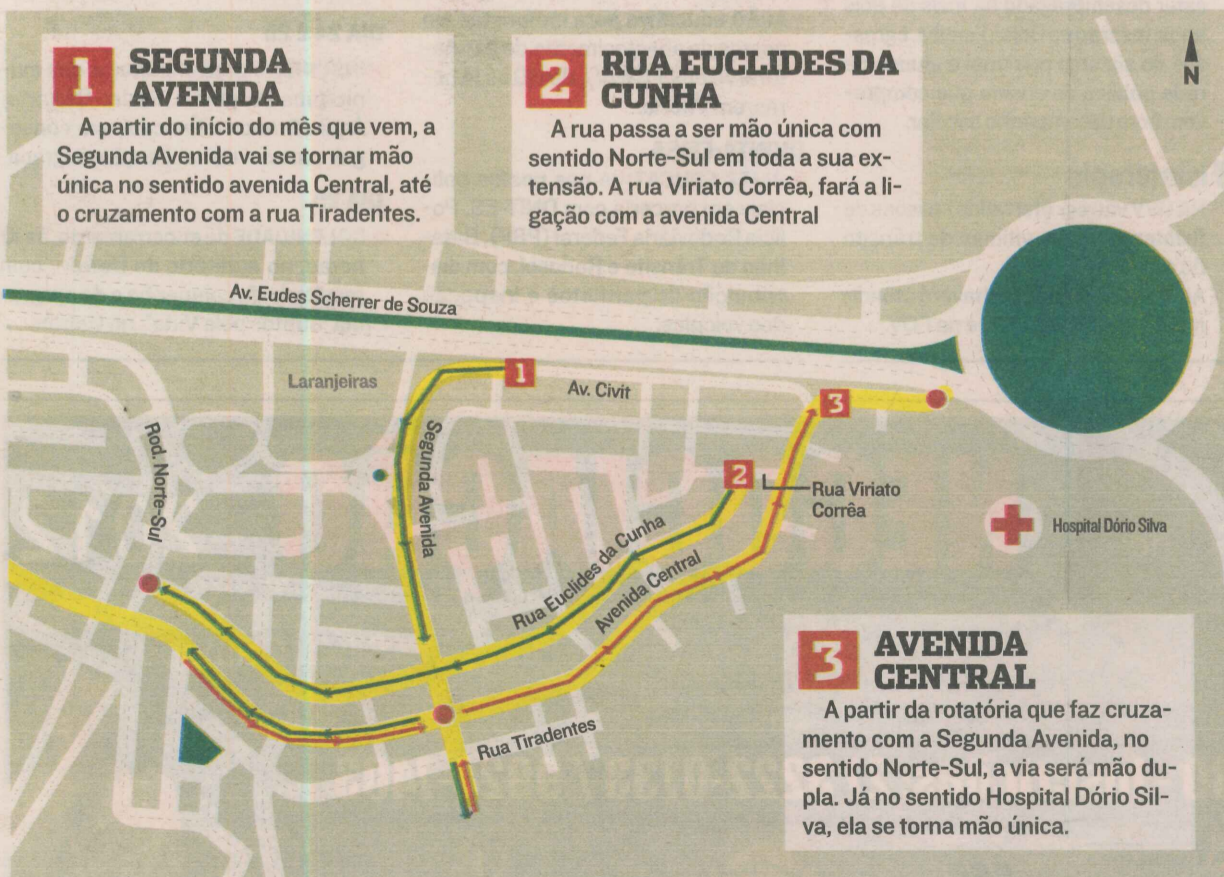 1
SEGUNDA
AVENIDA
A partir do início do mês que vem, a
Segunda Avenida vai se tornar mão
única no sentido avenida Central, até
o cruzamento com a rua Tiradentes.
2
RUA EUCLIDES DA
CUNHA
A rua passa a ser mão única com
sentido Norte-Sul em toda a sua ex-
tensão. A rua Viriato Corrêa, fará a li-
gação com a avenida Central
N
Av. Eudes Scherrer de Souza
Laranjeiras
1
Av. Civit
3
Rod. Norte-Sul
Segunda Avenida
2
Rua Viriato
Corrêa
Hospital Dório Silva
Rua Euclides da Cunha
Avenida Central
Rua Tiradentes
3
AVENIDA
CENTRAL
A partir da rotatória que faz cruza-
mento com a Segunda Avenida, no
sentido Norte-Sul, a via será mão du-
pla. Já no sentido Hospital Dório Sil-
va, ela se torna mão única.